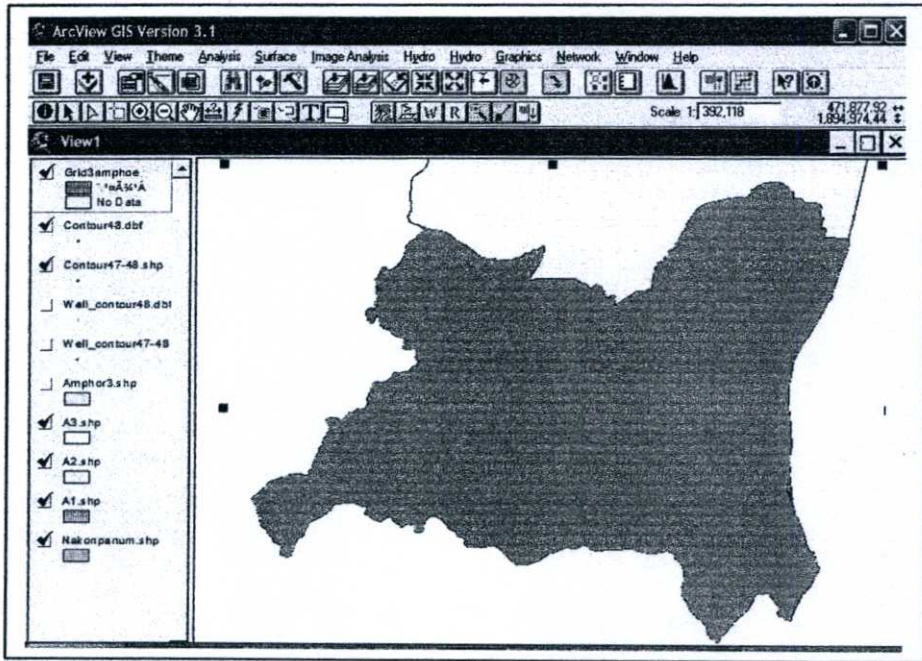 ArcView GIS Version 3.1
File Edit View Theme Analysis Surface Image Analysis Hydro Hydro Graphics Network Window Help
W R
T Scale 1: 392,118 471,877.92
1,894,974.44
View1
Grid3amphoe
No Data
Contour48.dbf
Contour47-48.shp
Well_contour48.dbf
Well_contour47-48
Amphor3.shp
A3.shp
A2.shp
A1.shp
Nakonpanum.shp